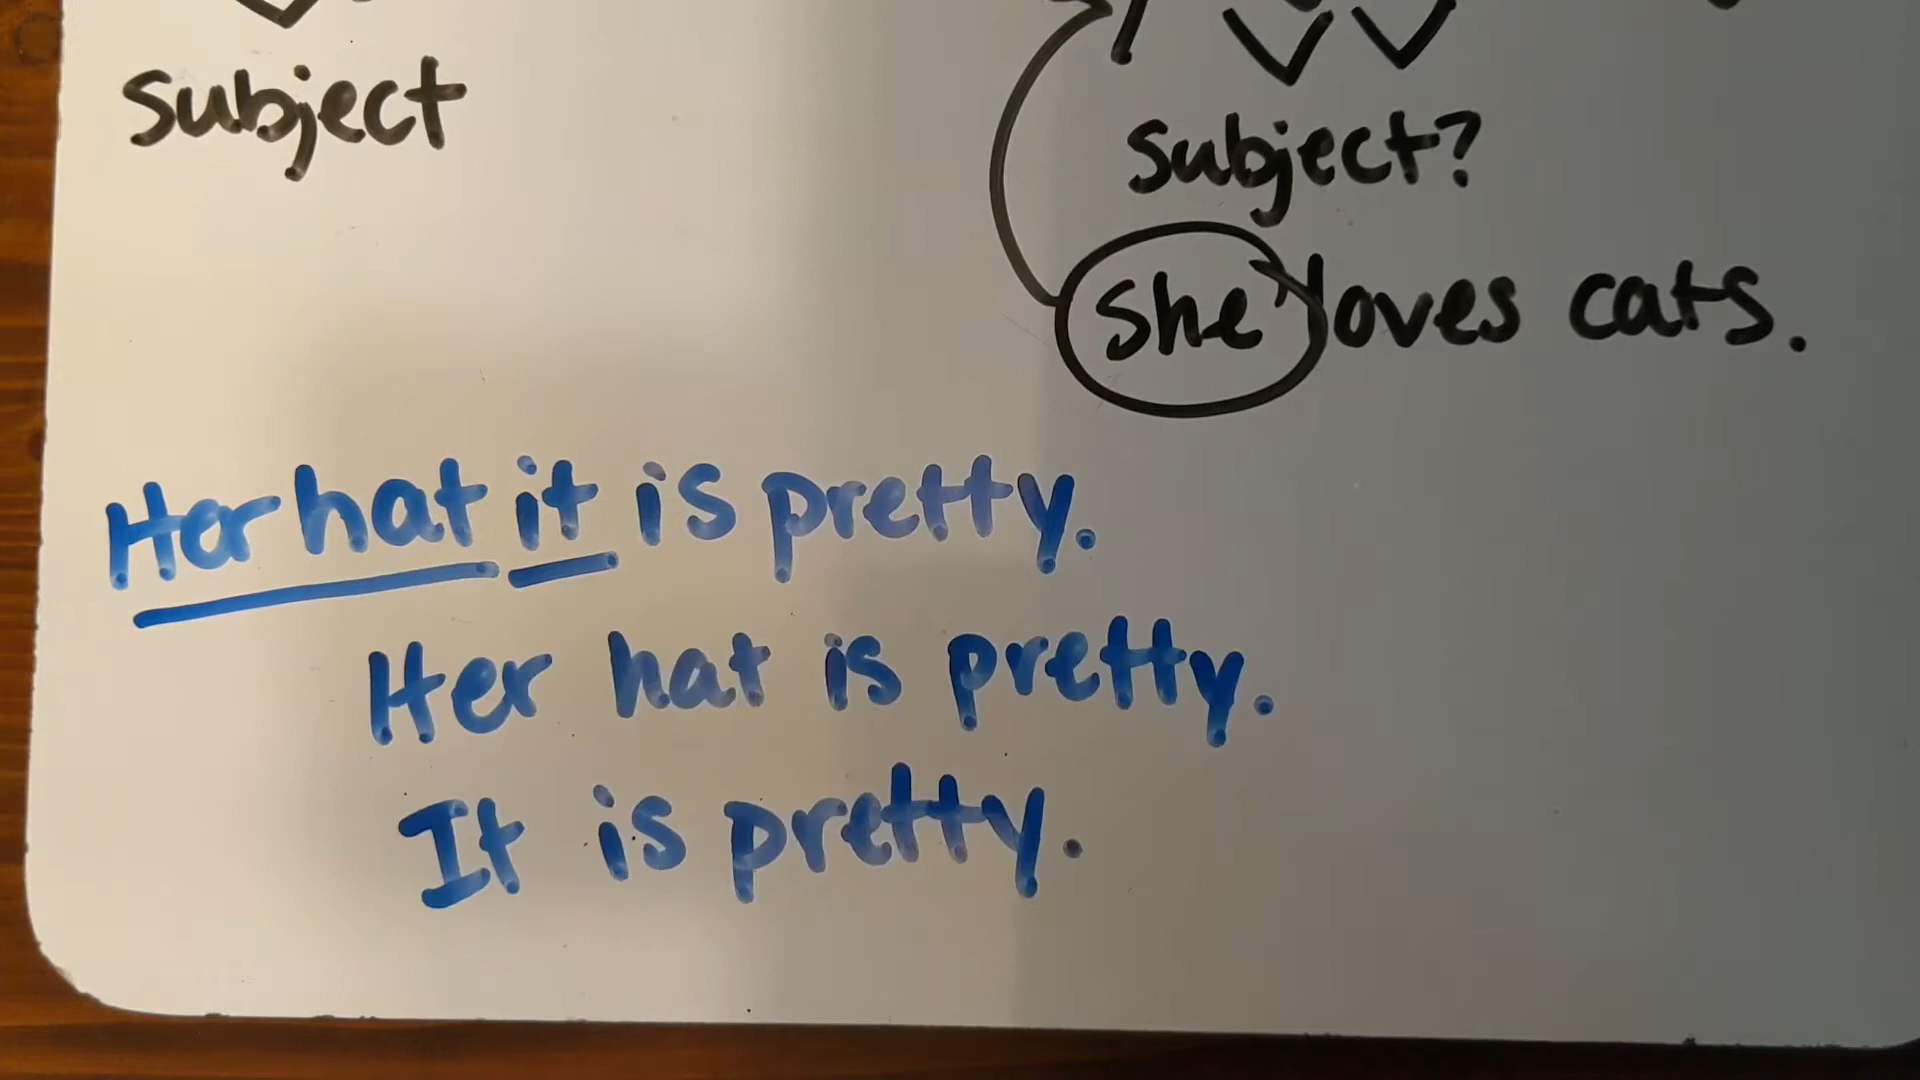 Subject
Subject?
She loves cats.
Her hat it is pretty.
Her hat is pretty.
It is pretty.